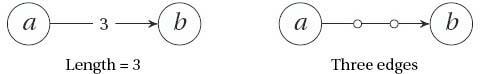 a 3 b a b
Length = 3 Three edges